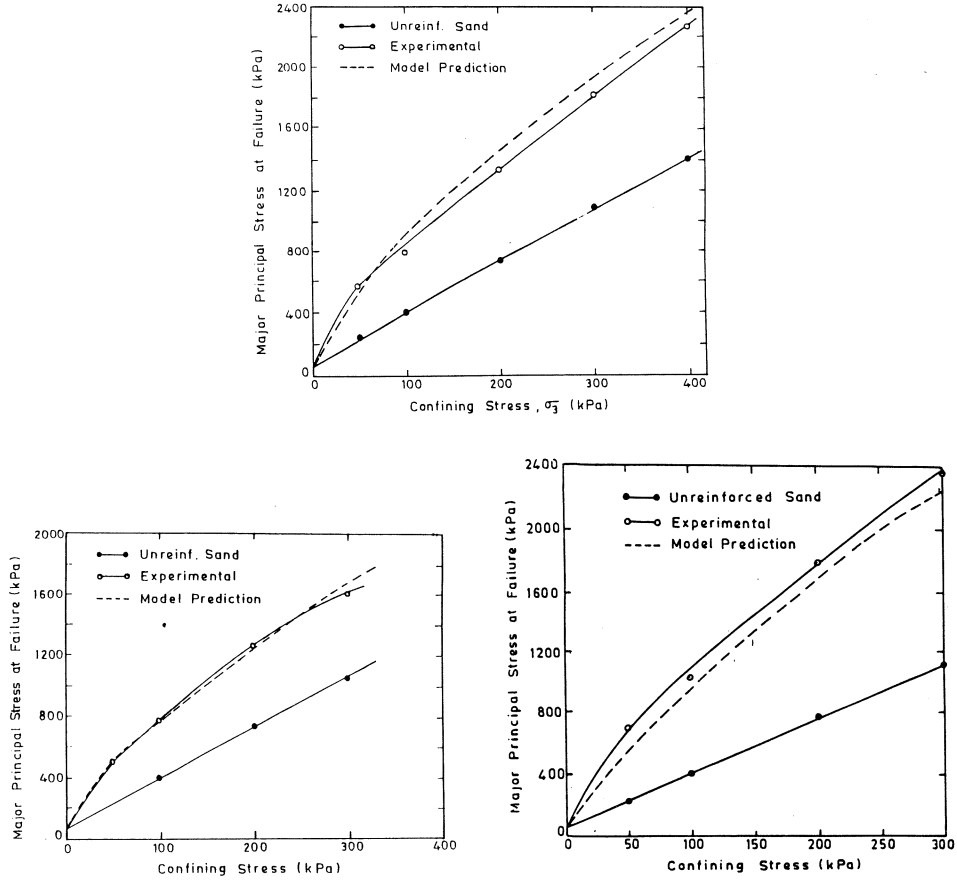 2400
2000
1600
1200
800
400
0
Major Principal Stress at Failure (kPa)
Unreinf. Sand
Experimental
Model Prediction
0 100 200 300 400
Confining Stress, σ3 (kPa)
2000
1600
1200
800
400
0
Major Principal Stress at Failure (kPa)
Unreinf. Sand
Experimental
Model Prediction
0 100 200 300 400
Confining Stress (kPa)
2400
2000
1600
1200
800
400
0
Major Principal Stress at Failure (kPa)
Unreinforced Sand
Experimental
Model Prediction
0 50 100 150 200 250 300
Confining Stress (kPa)